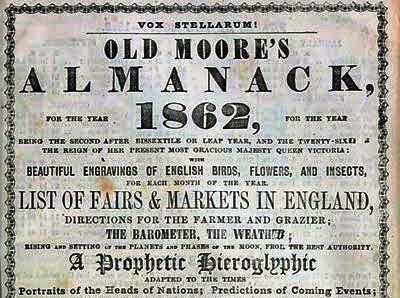 VOX STELLARUM!
OLD MOORE'S
ALMANACK,
FOR THE YEAR 1862, FOR THE YEAR
BEING THE SECOND AFTER BISSEXTILE OR LEAP YEAR, AND THE TWENTY-SIXTH
THE REIGN OF HER PRESENT MOST GRACIOUS MAJESTY QUEEN VICTORIA:
WITH
BEAUTIFUL ENGRAVINGS OF ENGLISH BIRDS, FLOWERS, AND INSECTS,
FOR EACH MONTH OF THE YEAR.
LIST OF FAIRS & MARKETS IN ENGLAND,
DIRECTIONS FOR THE FARMER AND GRAZIER;
THE BAROMETER, THE WEATHER;
RISING AND SETTING OF THE PLANETS AND PHASES OF THE MOON, FROM THE BEST AUTHORITY.
A Prophetic Hieroglyphic
ADAPTED TO THE TIMES
Portraits of the Heads of Nations; Predictions of Coming Events;